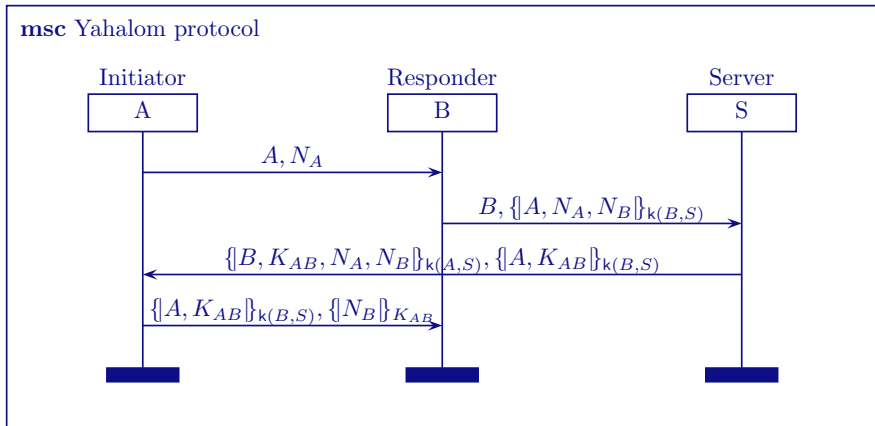 msc Yahalom protocol
Initiator Responder Server
A B S
A, N_A
B, {|A, N_A, N_B|}_k(B,S)
{|B, K_AB, N_A, N_B|}_k(A,S), {|A, K_AB|}_k(B,S)
{|A, K_AB|}_k(B,S), {|N_B|}_K_AB